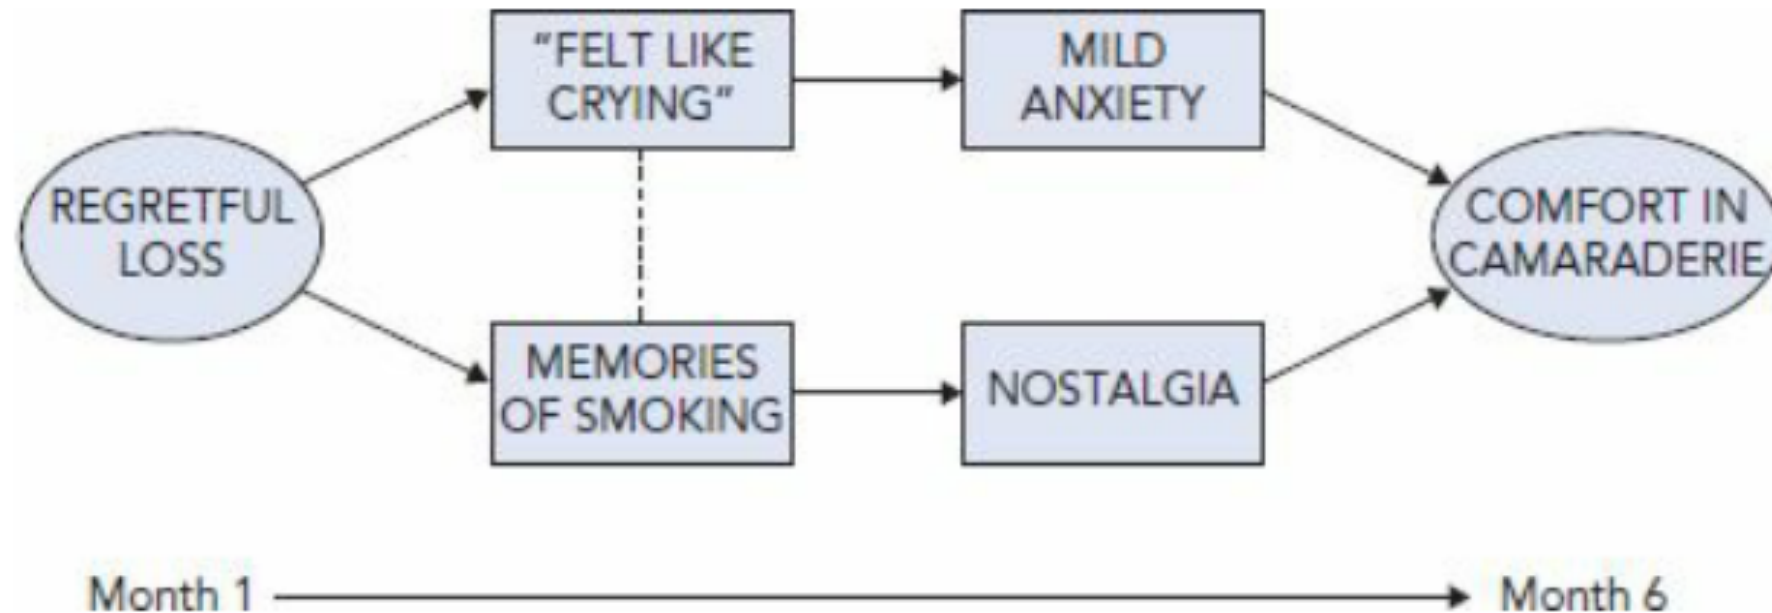 "FELT LIKE
CRYING"
MILD
ANXIETY
REGRETFUL
LOSS
COMFORT IN
CAMARADERIE
MEMORIES
OF SMOKING
NOSTALGIA
Month 1
Month 6